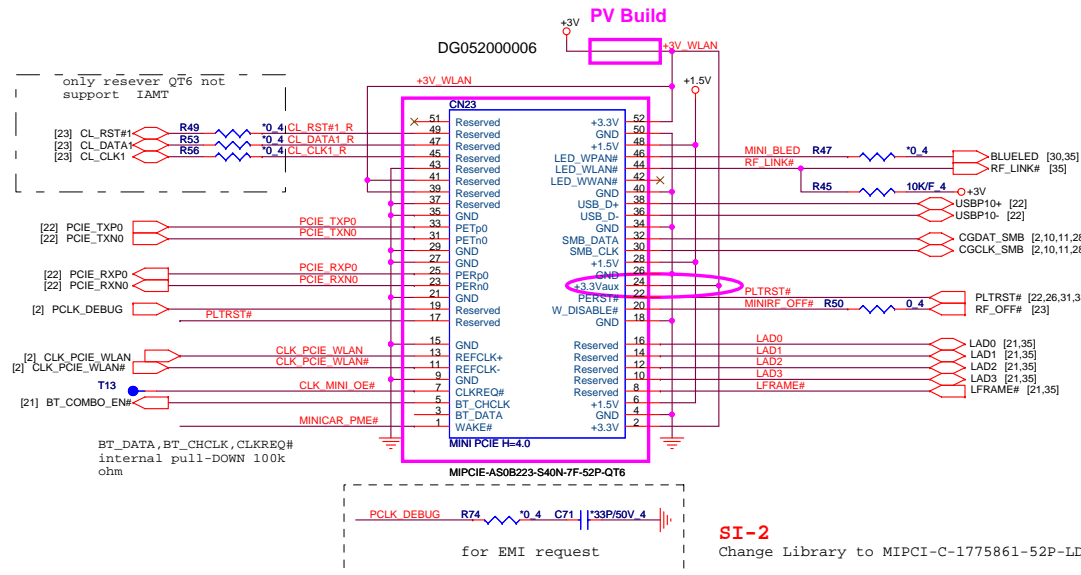 PV Build
+3V
DG052000006
+3V_WLAN
+3V_WLAN
+1.5V
only resever QT6 not
support IAMT
CN23
51 Reserved +3.3V 52
49 Reserved GND 50
47 Reserved +1.5V 48
45 Reserved LED_WPAN# 46
43 Reserved LED_WLAN# 44
41 Reserved LED_WWAN# 42
39 Reserved GND 40
37 Reserved USB_D+ 38
35 GND USB_D- 36
33 PETp0 GND 34
31 PETn0 SMB_DATA 32
29 GND SMB_CLK 30
27 GND +1.5V 28
25 PERp0 GND 26
23 PERn0 +3.3Vaux 24
21 GND PERST# 22
19 Reserved W_DISABLE# 20
17 Reserved GND 18
15 GND Reserved 16
13 REFCLK+ Reserved 14
11 REFCLK- Reserved 12
9 GND Reserved 10
7 CLKREQ# Reserved 8
5 BT_CHCLK +1.5V 6
3 BT_DATA GND 4
1 WAKE# +3.3V 2
MINI PCIE H=4.0
MIPCIE-AS0B223-S40N-7F-52P-QT6
[23] CL_RST#1 R49 *0_4 CL_RST#1_R
[23] CL_DATA1 R53 *0_4 CL_DATA1_R
[23] CL_CLK1 R56 *0_4 CL_CLK1_R
[22] PCIE_TXP0 PCIE_TXP0
[22] PCIE_TXN0 PCIE_TXN0
[22] PCIE_RXP0 PCIE_RXP0
[22] PCIE_RXN0 PCIE_RXN0
[2] PCLK_DEBUG
PLTRST#
[2] CLK_PCIE_WLAN CLK_PCIE_WLAN
[2] CLK_PCIE_WLAN# CLK_PCIE_WLAN#
T13 CLK_MINI_OE#
[21] BT_COMBO_EN#
MINICAR_PME#
BT_DATA,BT_CHCLK,CLKREQ#
internal pull-DOWN 100k
ohm
MINI_BLED R47 *0_4 BLUELED [30,35]
RF_LINK# RF_LINK# [35]
R45 10K/F_4 +3V
USBP10+ [22]
USBP10- [22]
CGDAT_SMB [2,10,11,28
CGCLK_SMB [2,10,11,28
PLTRST# PLTRST# [22,26,31,3
MINIRF_OFF# R50 0_4 RF_OFF# [23]
LAD0 LAD0 [21,35]
LAD1 LAD1 [21,35]
LAD2 LAD2 [21,35]
LAD3 LAD3 [21,35]
LFRAME# LFRAME# [21,35]
PCLK_DEBUG R74 *0_4 C71 *33P/50V_4
for EMI request
SI-2
Change Library to MIPCI-C-1775861-52P-LD